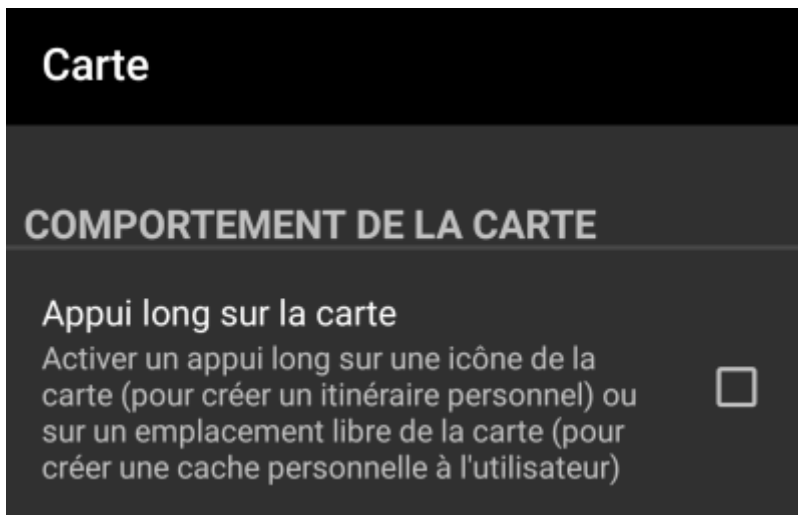 Carte
COMPORTEMENT DE LA CARTE
Appui long sur la carte
Activer un appui long sur une icône de la
carte (pour créer un itinéraire personnel) ou
sur un emplacement libre de la carte (pour
créer une cache personnelle à l'utilisateur)